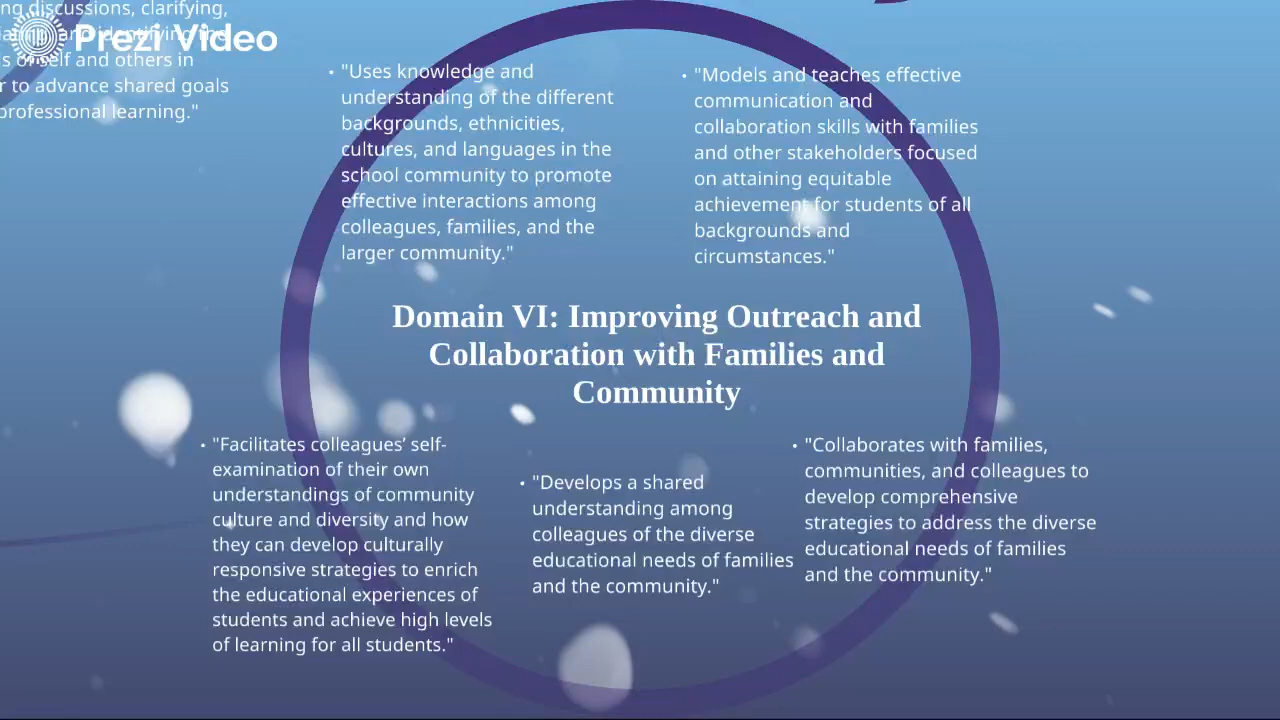 ng discussions, clarifying,
and identifying the
s of self and others in
r to advance shared goals
professional learning."
Prezi Video
• "Uses knowledge and
understanding of the different
backgrounds, ethnicities,
cultures, and languages in the
school community to promote
effective interactions among
colleagues, families, and the
larger community."
• "Models and teaches effective
communication and
collaboration skills with families
and other stakeholders focused
on attaining equitable
achievement for students of all
backgrounds and
circumstances."
Domain VI: Improving Outreach and
Collaboration with Families and
Community
• "Facilitates colleagues’ self-
examination of their own
understandings of community
culture and diversity and how
they can develop culturally
responsive strategies to enrich
the educational experiences of
students and achieve high levels
of learning for all students."
• "Develops a shared
understanding among
colleagues of the diverse
educational needs of families
and the community."
• "Collaborates with families,
communities, and colleagues to
develop comprehensive
strategies to address the diverse
educational needs of families
and the community."